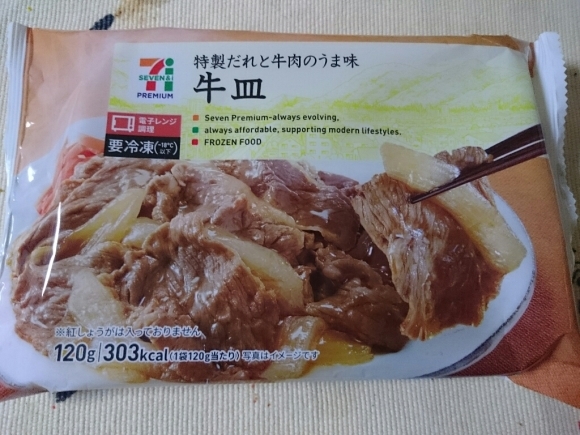 特製だれと牛肉のうま味
牛皿
SEVEN & i
PREMIUM
Seven Premium-always evolving,
always affordable, supporting modern lifestyles.
FROZEN FOOD
電子レンジ
調理
要冷凍(-18℃以下)
※紅しょうがは入っておりません
120g/303kcal(1袋120g当たり) 写真はイメージです